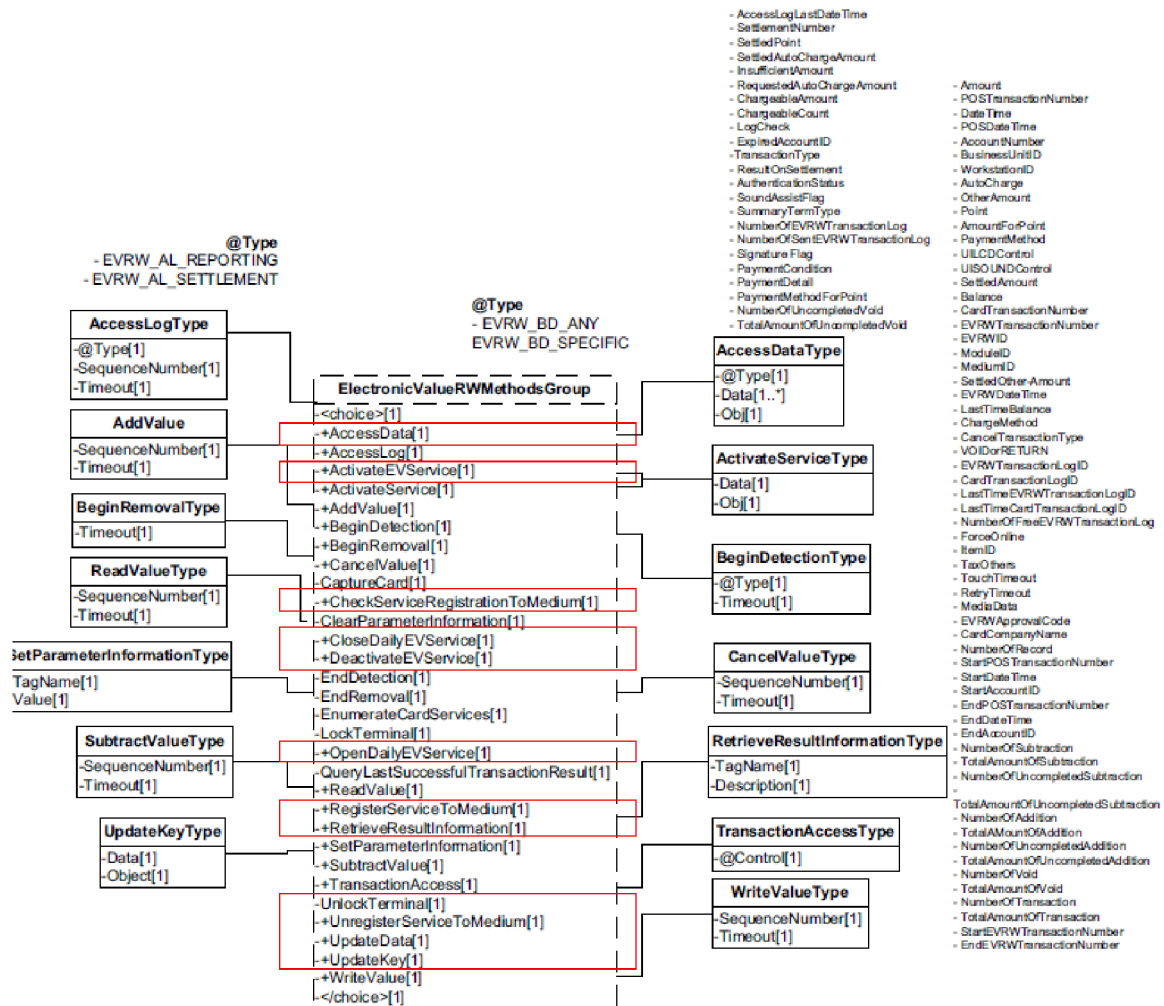 @Type
- EVRW_AL_REPORTING
- EVRW_AL_SETTLEMENT
AccessLogType
-@Type[1]
-SequenceNumber[1]
-Timeout[1]
AddValue
-SequenceNumber[1]
-Timeout[1]
BeginRemovalType
-Timeout[1]
ReadValueType
-SequenceNumber[1]
-Timeout[1]
SetParameterInformationType
TagName[1]
Value[1]
SubtractValueType
-SequenceNumber[1]
-Timeout[1]
UpdateKeyType
-Data[1]
-Object[1]
@Type
- EVRW_BD_ANY
EVRW_BD_SPECIFIC
ElectronicValueRWMethodsGroup
-<choice>[1]
-+AccessData[1]
-+AccessLog[1]
-+ActivateEVService[1]
-+ActivateService[1]
-+AddValue[1]
-+BeginDetection[1]
-+BeginRemoval[1]
-+CancelValue[1]
-CaptureCard[1]
-+CheckServiceRegistrationToMedium[1]
-ClearParameterInformation[1]
-+CloseDailyEVService[1]
-+DeactivateEVService[1]
-EndDetection[1]
-EndRemoval[1]
-EnumerateCardServices[1]
-LockTerminal[1]
-+OpenDailyEVService[1]
-QueryLastSuccessfulTransactionResult[1]
-+ReadValue[1]
-+RegisterServiceToMedium[1]
-+RetrieveResultInformation[1]
-+SetParameterInformation[1]
-+SubtractValue[1]
-+TransactionAccess[1]
-UnlockTerminal[1]
-+UnregisterServiceToMedium[1]
-+UpdateData[1]
-+UpdateKey[1]
-+WriteValue[1]
-</choice>[1]
- AccessLogLastDateTime
- SettlementNumber
- SettledPoint
- SettledAutoChargeAmount
- InsufficientAmount
- RequestedAutoChargeAmount
- ChargeableAmount
- ChargeableCount
- LogCheck
- ExpiredAccountID
-TransactionType
- ResultOnSettlement
- AuthenticationStatus
- SoundAssistFlag
- SummaryTermType
- NumberOfEVRWTransactionLog
- NumberOfSentEVRWTransactionLog
- Signature Flag
- PaymentCondition
- PaymentDetail
- PaymentMethodForPoint
- NumberOfUncompletedVoid
- TotalAmountOfUncompletedVoid
AccessDataType
-@Type[1]
-Data[1..*]
-Obj[1]
ActivateServiceType
-Data[1]
-Obj[1]
BeginDetectionType
-@Type[1]
-Timeout[1]
CancelValueType
-SequenceNumber[1]
-Timeout[1]
RetrieveResultInformationType
-TagName[1]
-Description[1]
TransactionAccessType
-@Control[1]
WriteValueType
-SequenceNumber[1]
-Timeout[1]
- Amount
- POSTransactionNumber
- DateTime
- POSDateTime
- AccountNumber
- BusinessUnitID
- WorkstationID
- AutoCharge
- OtherAmount
- Point
- AmountForPoint
- PaymentMethod
- UILCDControl
- UISOUNDControl
- SettledAmount
- Balance
- CardTransactionNumber
- EVRWTransactionNumber
- EVRWID
- ModuleID
- MediumID
- SettledOther-Amount
- EVRWDateTime
- LastTimeBalance
- ChargeMethod
- CancelTransactionType
- VOIDorRETURN
- EVRWTransactionLogID
- CardTransactionLogID
- LastTimeEVRWTransactionLogID
- LastTimeCardTransactionLogID
- NumberOfFreeEVRWTransactionLog
- ForceOnline
- ItemID
- TaxOthers
- TouchTimeout
- RetryTimeout
- MediaData
- EVRWApprovalCode
- CardCompanyName
- NumberOfRecord
- StartPOSTransactionNumber
- StartDateTime
- StartAccountID
- EndPOSTransactionNumber
- EndDateTime
- EndAccountID
- NumberOfSubtraction
- TotalAmountOfSubtraction
- NumberOfUncompletedSubtraction
-
TotalAmountOfUncompletedSubtraction
- NumberOfAddition
- TotalAMountOfAddition
- NumberOfUncompletedAddition
- TotalAmountOfUncompletedAddition
- NumberOfVoid
- TotalAmountOfVoid
- NumberOfTransaction
- TotalAmountOfTransaction
- StartEVRWTransactionNumber
- EndEVRWTransactionNumber